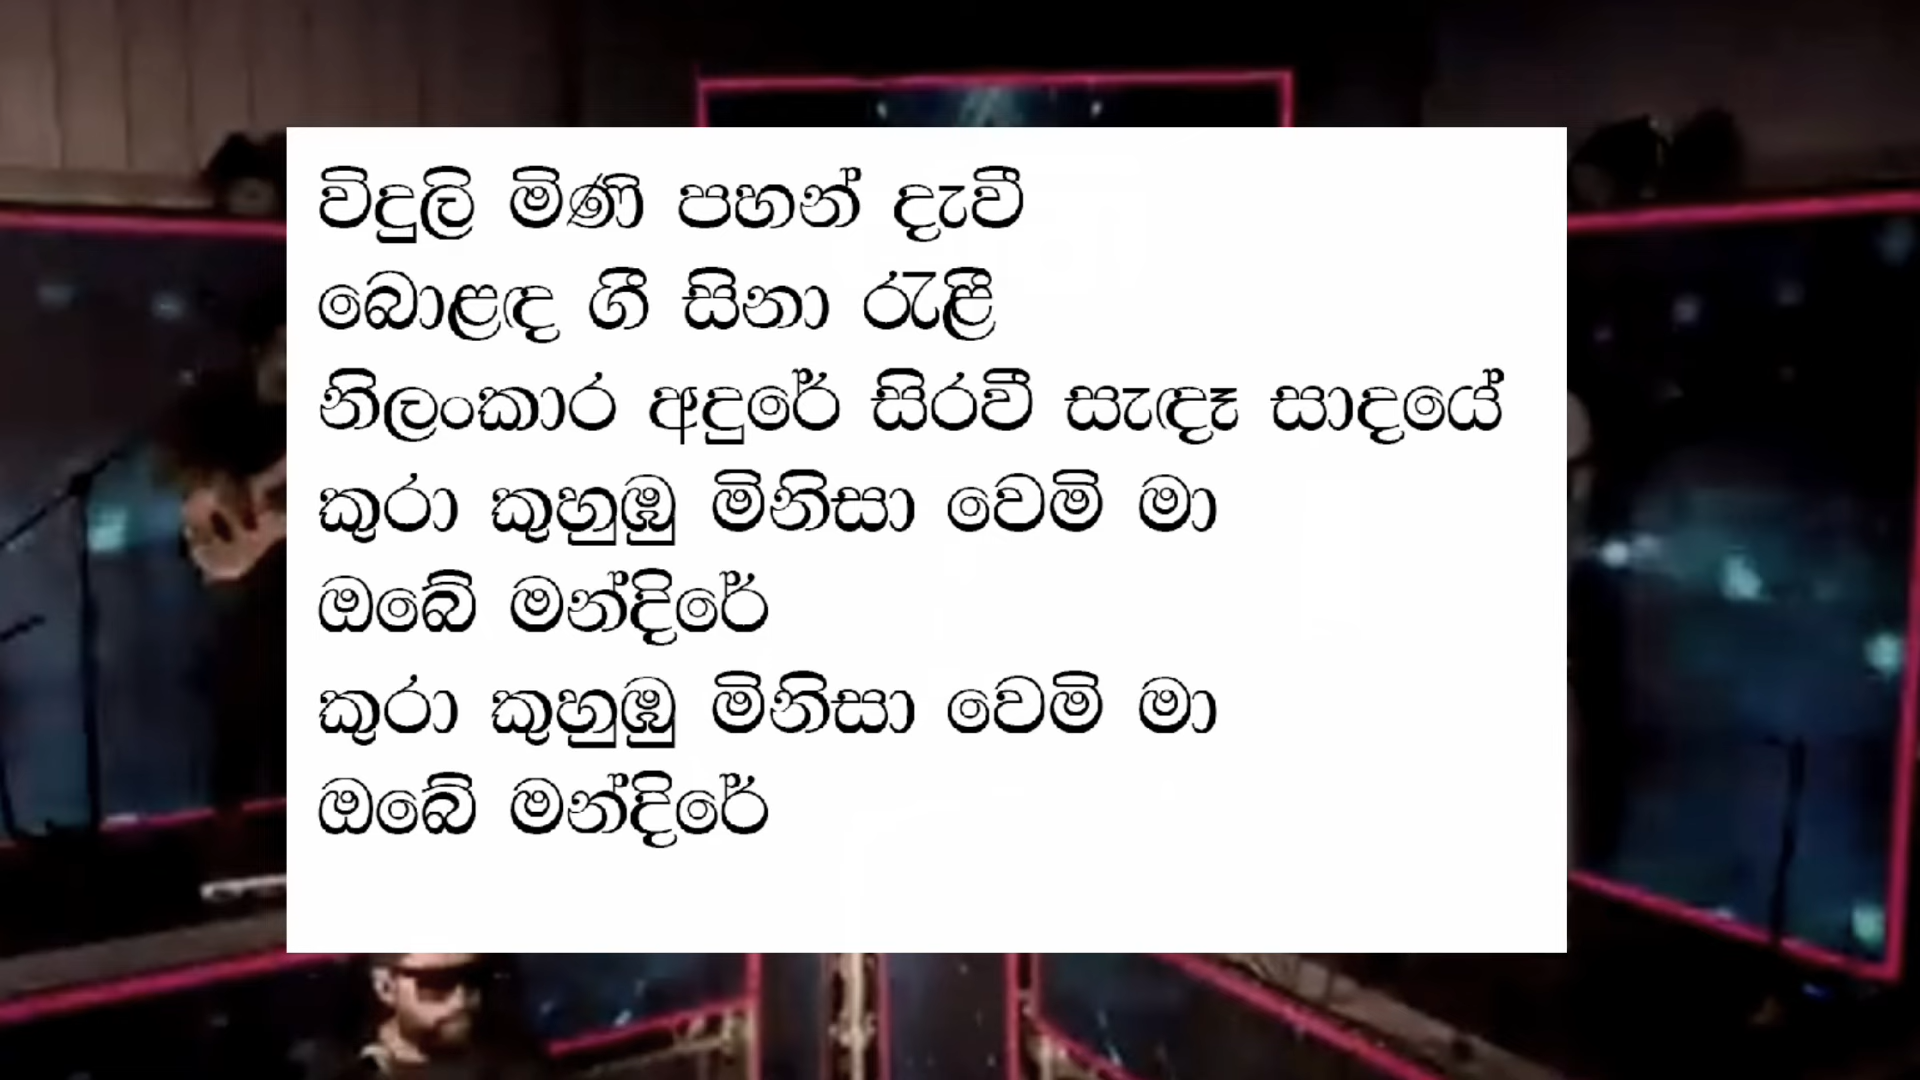 විදුලි මිණි පහන් දැවී
බොළඳ ගී සිනා රැළී
නිලංකාර අදුරේ සිරවී සැඳෑ සාදයේ
කුරා කුහුඹු මිනිසා වෙමි මා
ඔබේ මන්දිරේ
කුරා කුහුඹු මිනිසා වෙමි මා
ඔබේ මන්දිරේ